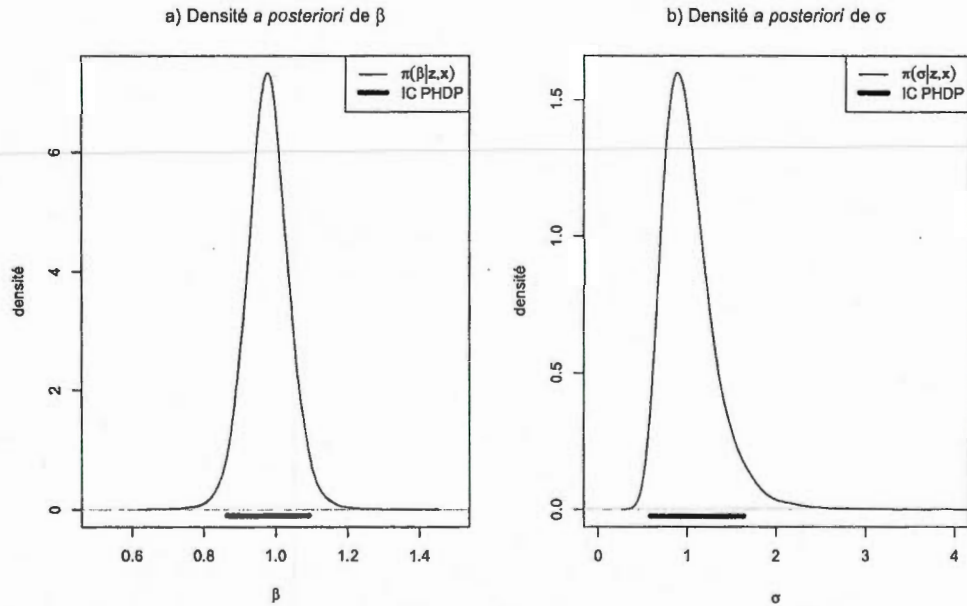 a) Densité a posteriori de β
π(β|z,x)
IC PHDP
densité
0
2
4
6
0.6
0.8
1.0
1.2
1.4
β
b) Densité a posteriori de σ
π(σ|z,x)
IC PHDP
densité
0.0
0.5
1.0
1.5
0
1
2
3
4
σ